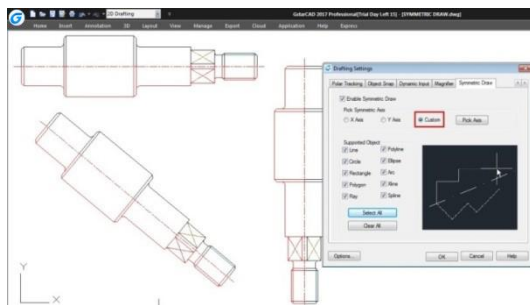 2D Drafting
GstarCAD 2017 Professional(Trial Day Left 15) - [SYMMETRIC DRAW.dwg]
Home Insert Annotation 3D Layout View Manage Export Cloud Application Help Express
Drafting Settings
Polar Tracking Object Snap Dynamic Input Magnifier Symmetric Draw
Enable Symmetric Draw
Pick Symmetric Axis
X Axis Y Axis Custom Pick Axis
Supported Object
Line Polyline
Circle Ellipse
Rectangle Arc
Polygon Xline
Ray Spline
Select All
Clear All
Options... OK Cancel Help
Y
X